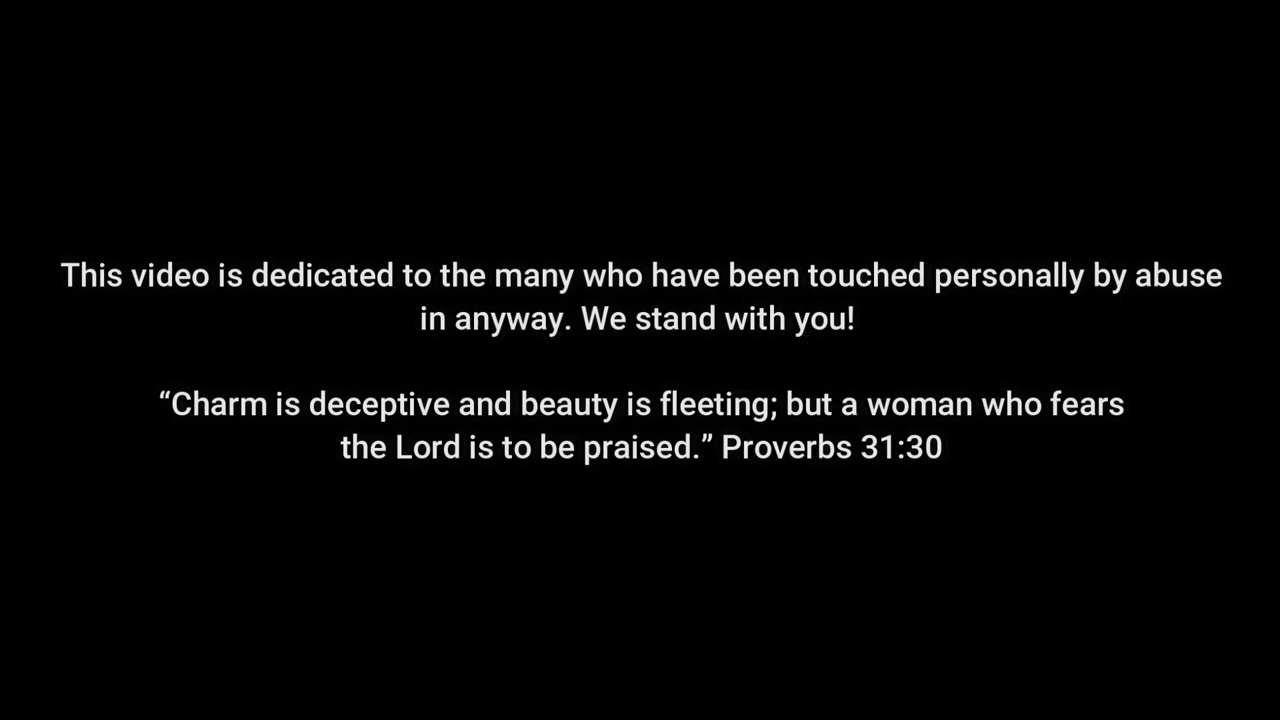 This video is dedicated to the many who have been touched personally by abuse
in anyway. We stand with you!
“Charm is deceptive and beauty is fleeting; but a woman who fears
the Lord is to be praised.” Proverbs 31:30